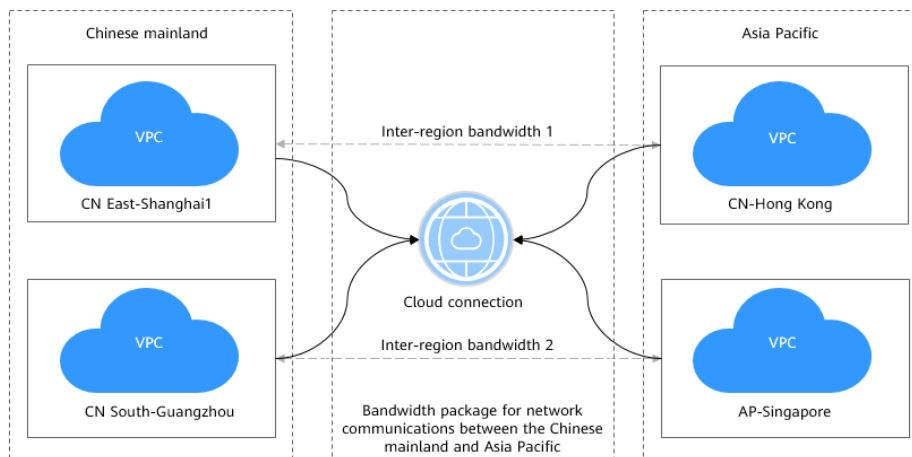 Chinese mainland
Asia Pacific
VPC
Inter-region bandwidth 1
VPC
CN East-Shanghai1
CN-Hong Kong
Cloud connection
VPC
Inter-region bandwidth 2
VPC
CN South-Guangzhou
Bandwidth package for network
communications between the Chinese
mainland and Asia Pacific
AP-Singapore